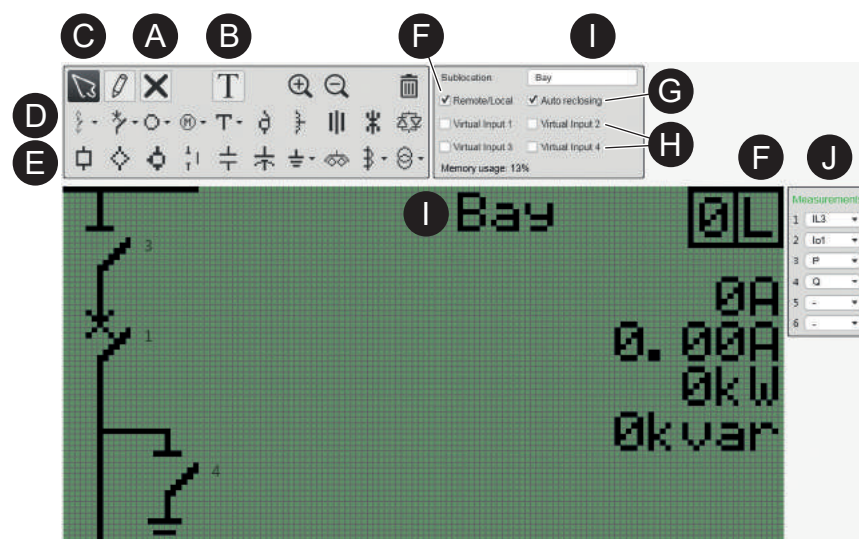 C A B F I
T
Sublocation Bay
Remote/Local Auto reclosing G
D M T
Virtual Input 1 Virtual Input 2 H
E
Virtual Input 3 Virtual Input 4
Memory usage: 13%
F J
I Bay 0 L
Measurements
1 IL3
2 Io1
3 P
4 Q
5 -
6 -
3
0A
1
0.00A
0kW
0kvar
4